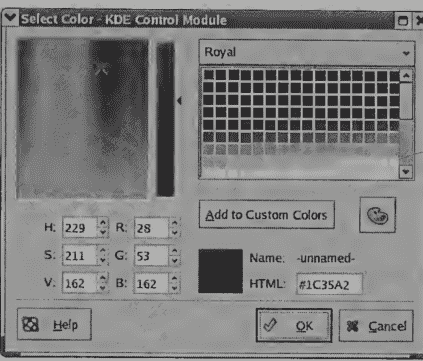 Select Color - KDE Control Module
Royal
Add to Custom Colors
H: 229 R: 28
S: 211 G: 53
V: 162 B: 162
Name: -unnamed-
HTML: #1C35A2
Help
OK
Cancel